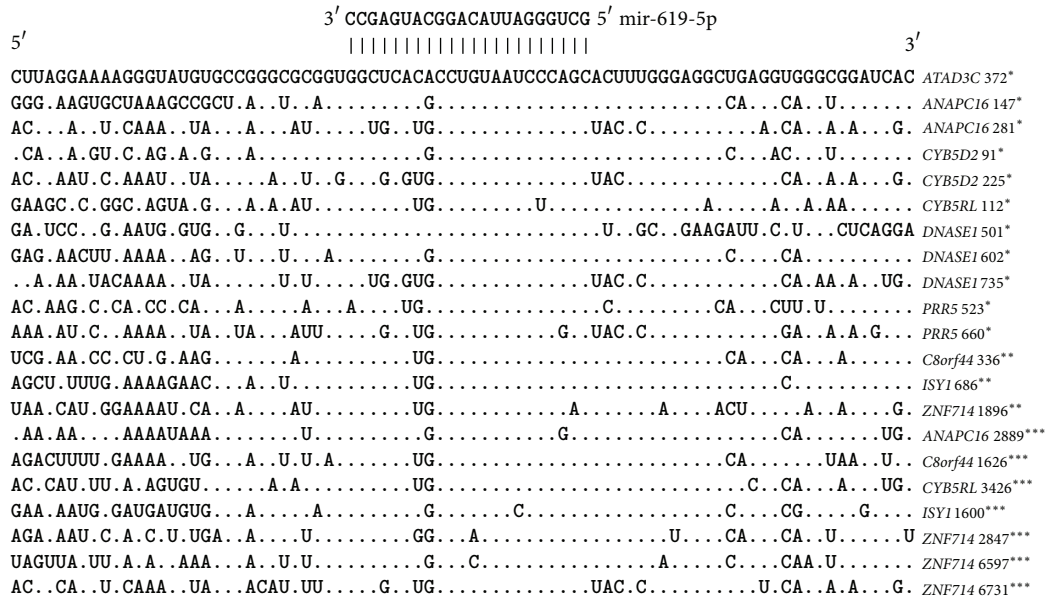 3′ CCGAGUACGGACAUUAGGGUCG 5′ mir-619-5p
5′ |||||||||||||||||||||| 3′
CUUAGGAAAAGGGUAUGUGCCGGGCGCGGUGGCUCACACCUGUAAUCCCAGCACUUUGGGAGGCUGAGGUGGGCGGAUCAC ATAD3C 372*
GGG.AAGUGCUAAAGCCGCU.A..U..A.........G..........................CA...CA..U....... ANAPC16 147*
AC...A..U.CAAA..UA...A...AU.....UG..UG..............UAC.C..........A.CA..A.A...G. ANAPC16 281*
.CA..A.GU.C.AG.A.G...A...............G..........................C...AC...U....... CYB5D2 91*
AC..AAU.C.AAAU..UA.....A..U..G...G.GUG..............UAC............CA..A.A...G. CYB5D2 225*
GAAGC.C.GGC.AGUA.G...A.A.AU.........UG.........U..............A.....A..A.AA...... CYB5RL 112*
GA.UCC..G.AAUG.GUG..G...U............................U..GC..GAAGAUU.C.U...CUCAGGA DNASE1 501*
GAG.AACUU.AAAA..AG..U..U...A.........G..........................C....CA.......... DNASE1 602*
..A.AA.UACAAAA..UA......U.U.....UG.GUG..............UAC.C............CA.AA.A..UG. DNASE1 735*
AC.AAG.C.CA.CC.CA...A.....A...A....UG................C.........CA...CUU.U........ PRR5 523*
AAA.AU.C..AAAA..UA..UA...AUU.....G..UG...........G..UAC.C............GA..A.A.G... PRR5 660*
UCG.AA.CC.CU.G.AAG.......A..........UG..........................CA...CA...A...... C8orf44 336**
AGCU.UUUG.AAAAGAAC...A..U...........UG...............................C........... ISY1 686**
UAA.CAU.GGAAAAU.CA..A....AU.........UG............A.......A....ACU.....A..A....G. ZNF714 1896**
.AA.AA....AAAAUAAA........U..........G...........G...................CA.......UG. ANAPC16 2889***
AGACUUUU.GAAAA..UG...A..U.U.A.......UG...........................CA.......UAA..U.. C8orf44 1626***
AC.CAU.UU.A.AGUGU......A.A..........UG............................C..CA...A...UG. CYB5RL 3426***
GAA.AAUG.GAUGAUGUG...A.....A.........G.......C..................C....CG.....G.... ISY1 1600***
AGA.AAU.C.A.C.U.UGA..A....U.........GG...A.................U....CA...CA..U......U ZNF714 2847***
UAGUUA.UU.A.A.AAA...A..U.U..........G...C................A.....C....CAA.U....... ZNF714 6597***
AC..CA..U.CAAA..UA...ACAU.UU.....G..UG..............UAC.C..........U.CA..A.A...G. ZNF714 6731***